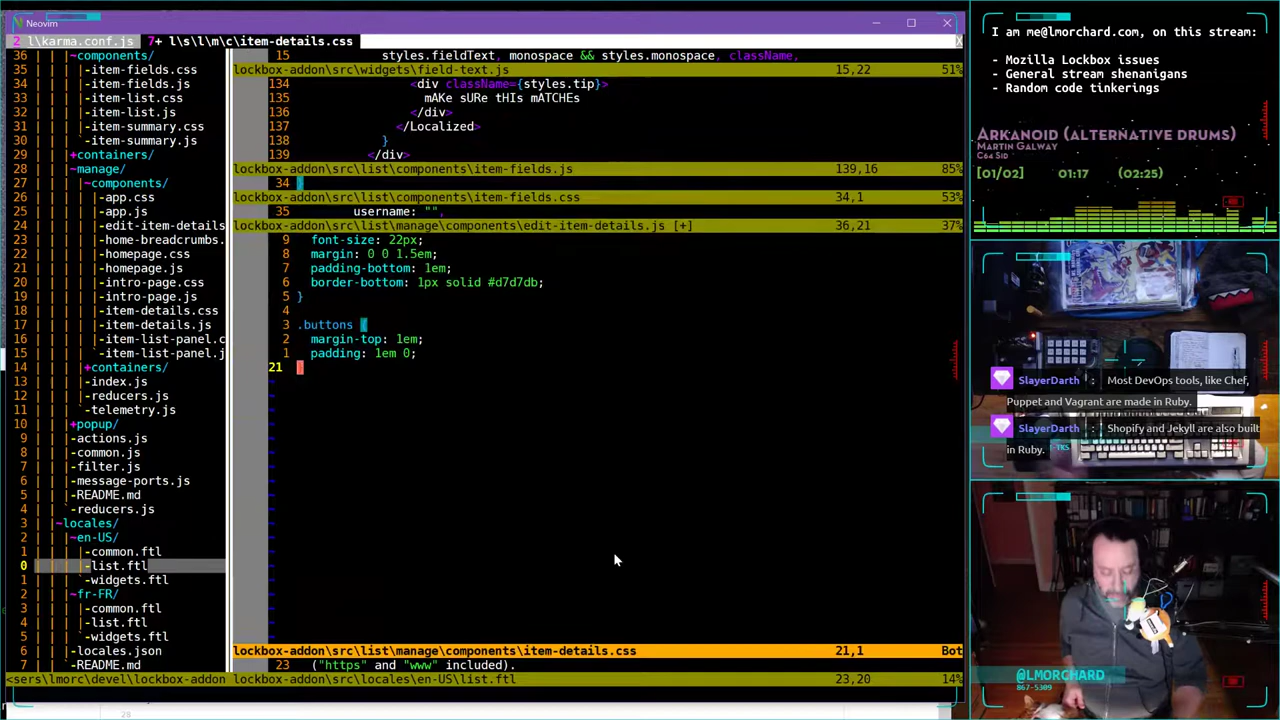 Neovim
2 l\karma.conf.js 7+ l\s\l\m\c\item-details.css X
36 ~components/
35 -item-fields.css
34 -item-fields.js
33 -item-list.css
32 -item-list.js
31 -item-summary.css
30 -item-summary.js
29 +containers/
28 ~manage/
27 ~components/
26 -app.css
25 -app.js
24 -edit-item-details
23 -home-breadcrumbs.
22 -homepage.css
21 -homepage.js
20 -intro-page.css
19 -intro-page.js
18 -item-details.css
17 -item-details.js
16 -item-list-panel.c
15 -item-list-panel.j
14 +containers/
13 -index.js
12 -reducers.js
11 -telemetry.js
10 +popup/
9 -actions.js
8 -common.js
7 -filter.js
6 -message-ports.js
5 -README.md
4 -reducers.js
3 ~locales/
2 ~en-US/
1 -common.ftl
0 -list.ftl
1 -widgets.ftl
2 ~fr-FR/
3 -common.ftl
4 -list.ftl
5 -widgets.ftl
6 -locales.json
7 -README.md
<sers\lmorc\devel\lockbox-addon
15 styles.fieldText, monospace && styles.monospace, className,
lockbox-addon\src\widgets\field-text.js 15,22 51%
134 <div className={styles.tip}>
135 mAKe sURe tHIs mATCHEs
136 </div>
137 </Localized>
138 }
139 </div>
lockbox-addon\src\list\components\item-fields.js 139,16 85%
34 }
lockbox-addon\src\list\components\item-fields.css 34,1 53%
35 username: "",
lockbox-addon\src\list\manage\components\edit-item-details.js [+] 36,21 37%
9 font-size: 22px;
8 margin: 0 0 1.5em;
7 padding-bottom: 1em;
6 border-bottom: 1px solid #d7d7db;
5 }
4
3 .buttons {
2 margin-top: 1em;
1 padding: 1em 0;
21 }
lockbox-addon\src\list\manage\components\item-details.css 21,1 Bot
23 ("https" and "www" included).
lockbox-addon\src\locales\en-US\list.ftl 23,20 14%
28
I am me@lmorchard.com, on this stream:
- Mozilla Lockbox issues
- General stream shenanigans
- Random code tinkerings
ARKANOID (ALTERNATIVE DRUMS)
MARTIN GALWAY
C64 SID
[01/02] 01:17 (02:25)
SlayerDarth : Most DevOps tools, like Chef,
Puppet and Vagrant are made in Ruby.
SlayerDarth : Shopify and Jekyll are also built
in Ruby.
@LMORCHARD
867-5309